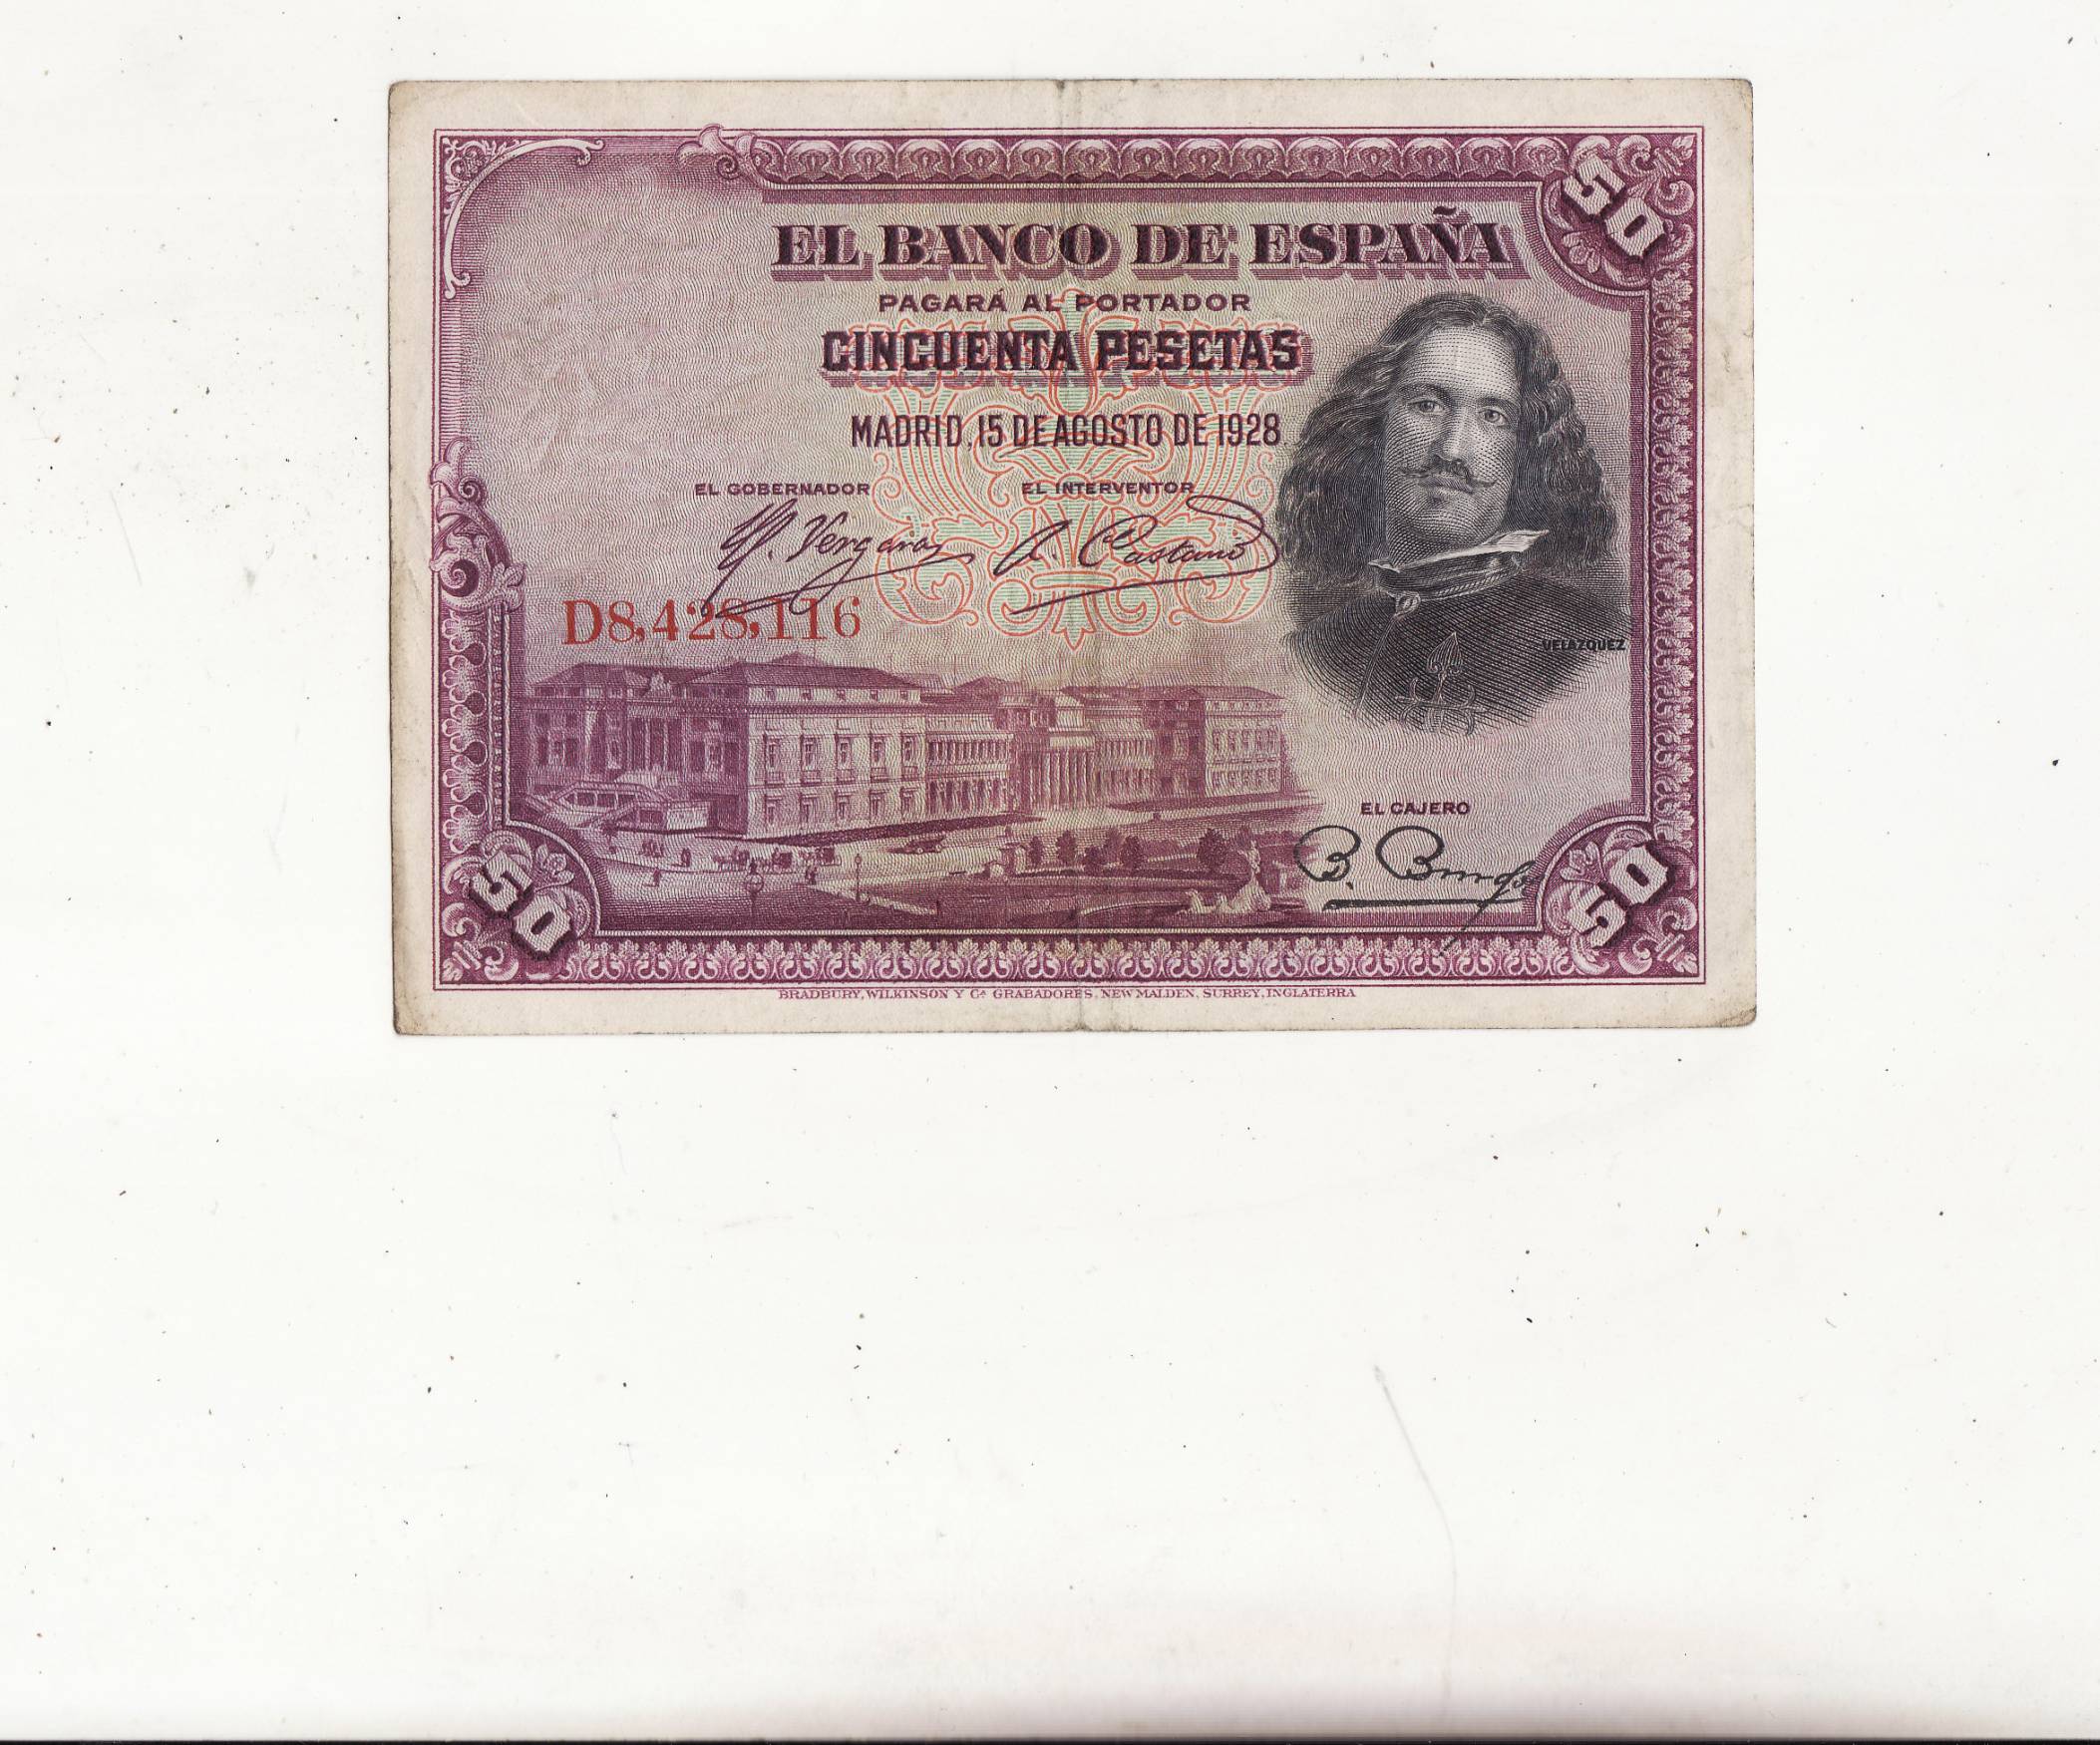 50
EL BANCO DE ESPAÑA
PAGARÁ AL PORTADOR
CINCUENTA PESETAS
MADRID, 15 DE AGOSTO DE 1928
EL GOBERNADOR EL INTERVENTOR
Vergara
D8,428,116
VELAZQUEZ
EL CAJERO
B.
50 50
BRADBURY, WILKINSON Y Cª GRABADORES, NEW MALDEN, SURREY, INGLATERRA